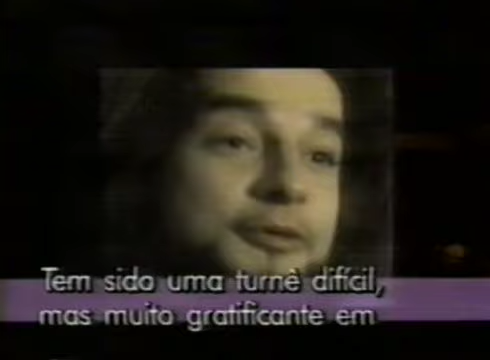 Tem sido uma turnê difícil,
mas muito gratificante em